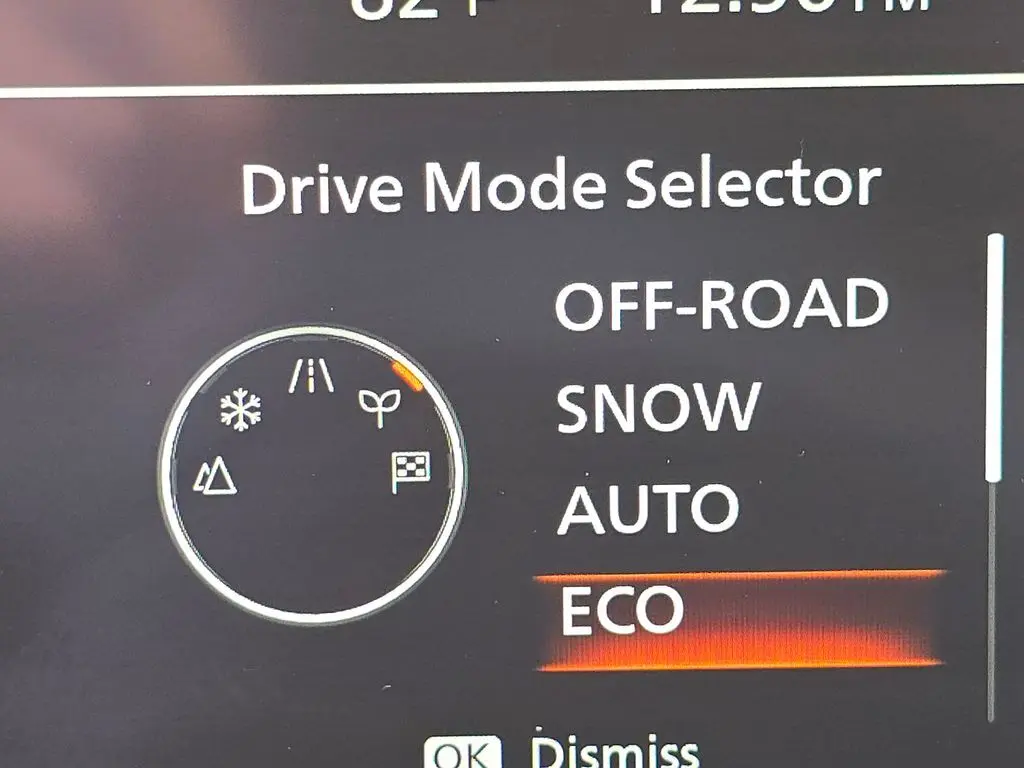 Drive Mode Selector
OFF-ROAD
SNOW
AUTO
ECO
OK Dismiss